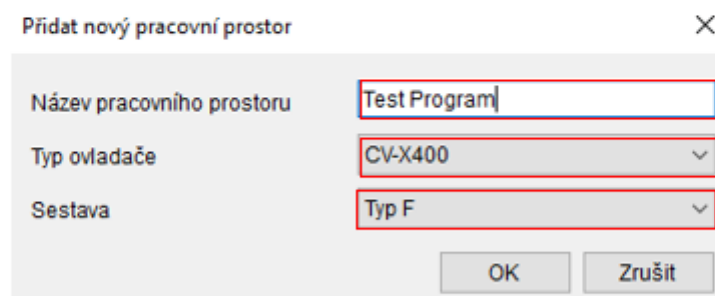 Přidat nový pracovní prostor
Název pracovního prostoru Test Program
Typ ovladače CV-X400
Sestava Typ F
OK Zrušit